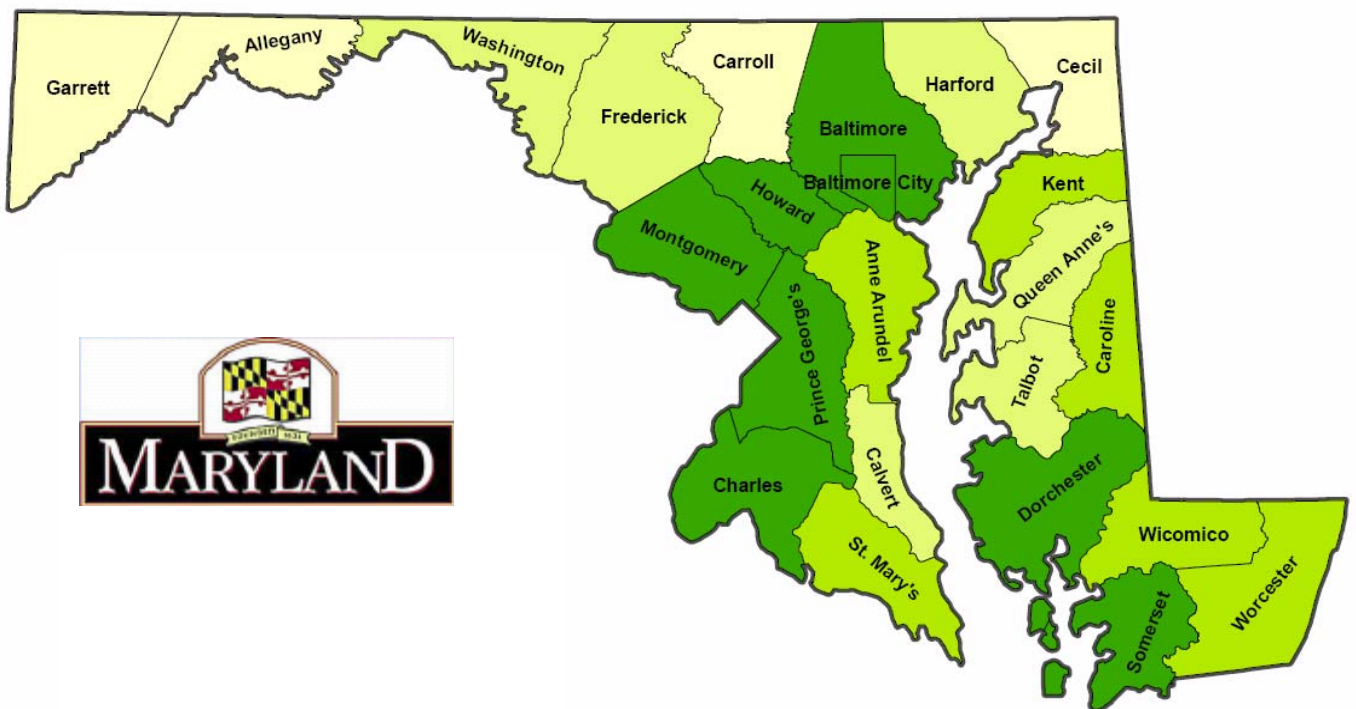 Garrett
Allegany
Washington
Frederick
Carroll
Baltimore
Baltimore City
Harford
Cecil
Kent
Howard
Montgomery
Anne Arundel
Queen Anne's
Caroline
Prince George's
Talbot
Calvert
Charles
St. Mary's
Dorchester
Wicomico
Somerset
Worcester
MARYLAND